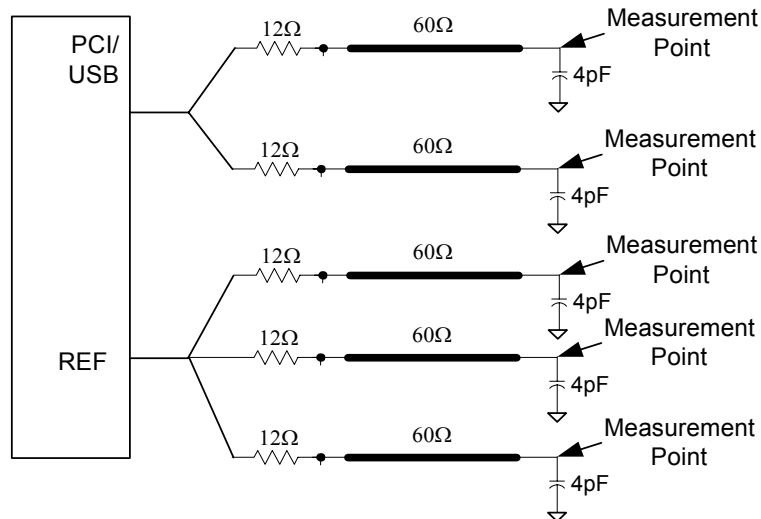 PCI/
USB
12Ω
60Ω
Measurement
Point
4pF
12Ω
60Ω
Measurement
Point
4pF
REF
12Ω
60Ω
Measurement
Point
4pF
12Ω
60Ω
Measurement
Point
4pF
12Ω
60Ω
Measurement
Point
4pF